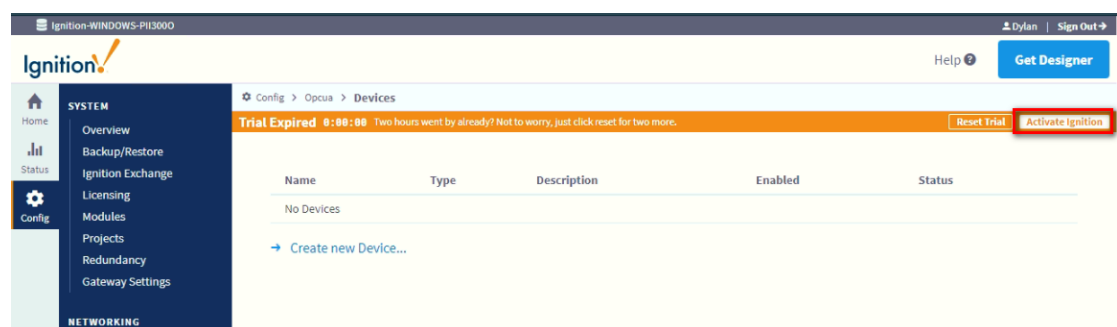 Ignition-WINDOWS-PII300O
Dylan | Sign Out
Ignition!
Help
Get Designer
Config > Opcua > Devices
Trial Expired 0:00:00 Two hours went by already? Not to worry, just click reset for two more.
Reset Trial
Activate Ignition
Home
Status
Config
SYSTEM
Overview
Backup/Restore
Ignition Exchange
Licensing
Modules
Projects
Redundancy
Gateway Settings
NETWORKING
Name Type Description Enabled Status
No Devices
Create new Device...